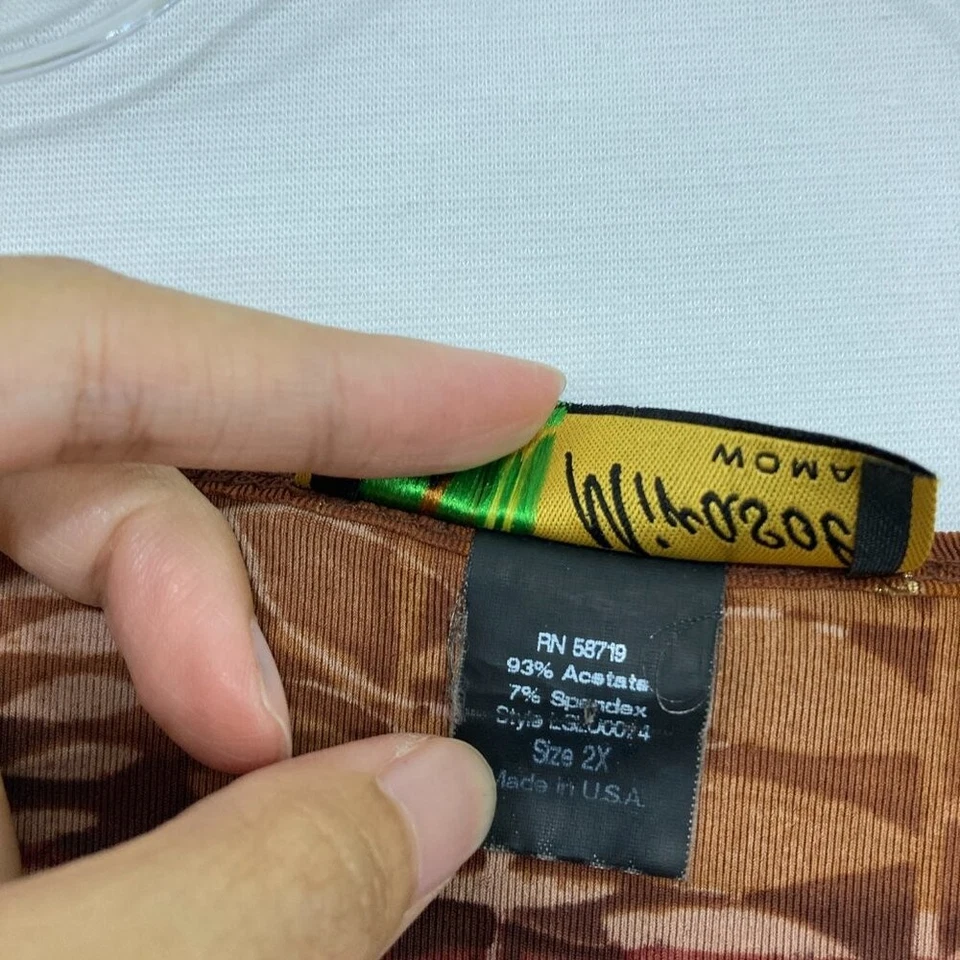 RN 58719
93% Acetate
7% Spandex
Style
Size 2X
Made in U.S.A.